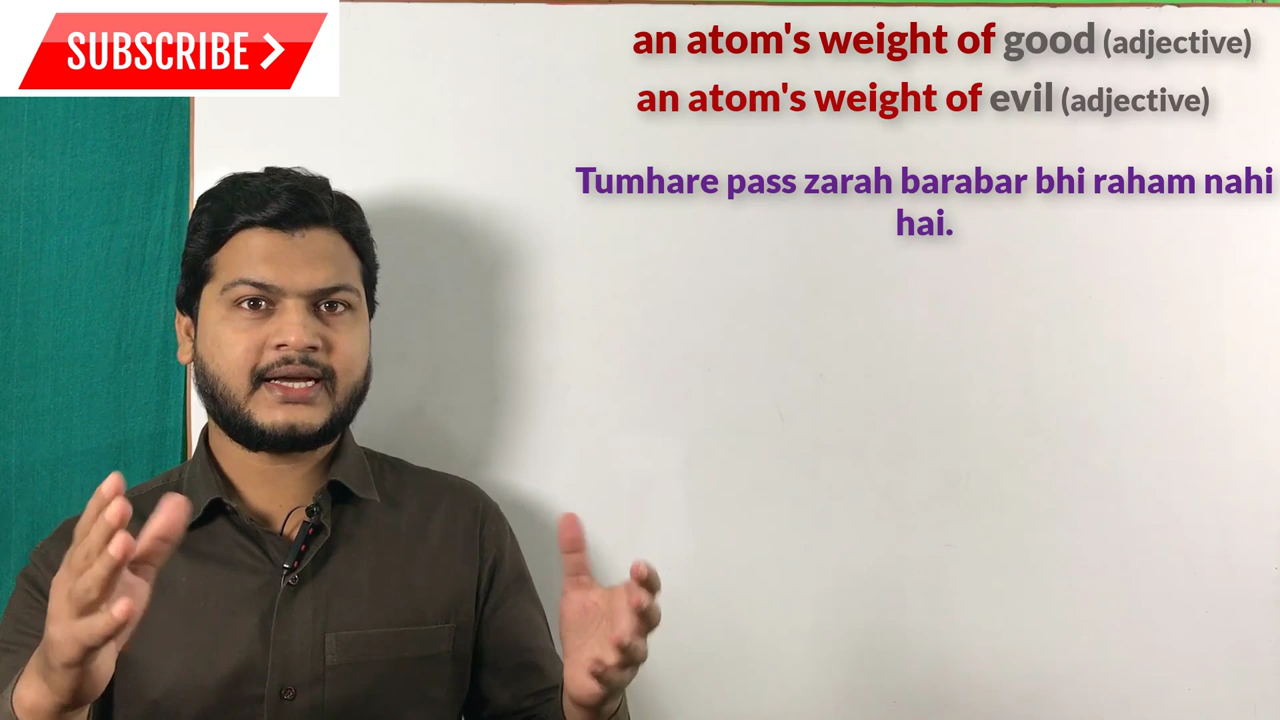 SUBSCRIBE
an atom's weight of good (adjective)
an atom's weight of evil (adjective)
Tumhare pass zarah barabar bhi raham nahi
hai.